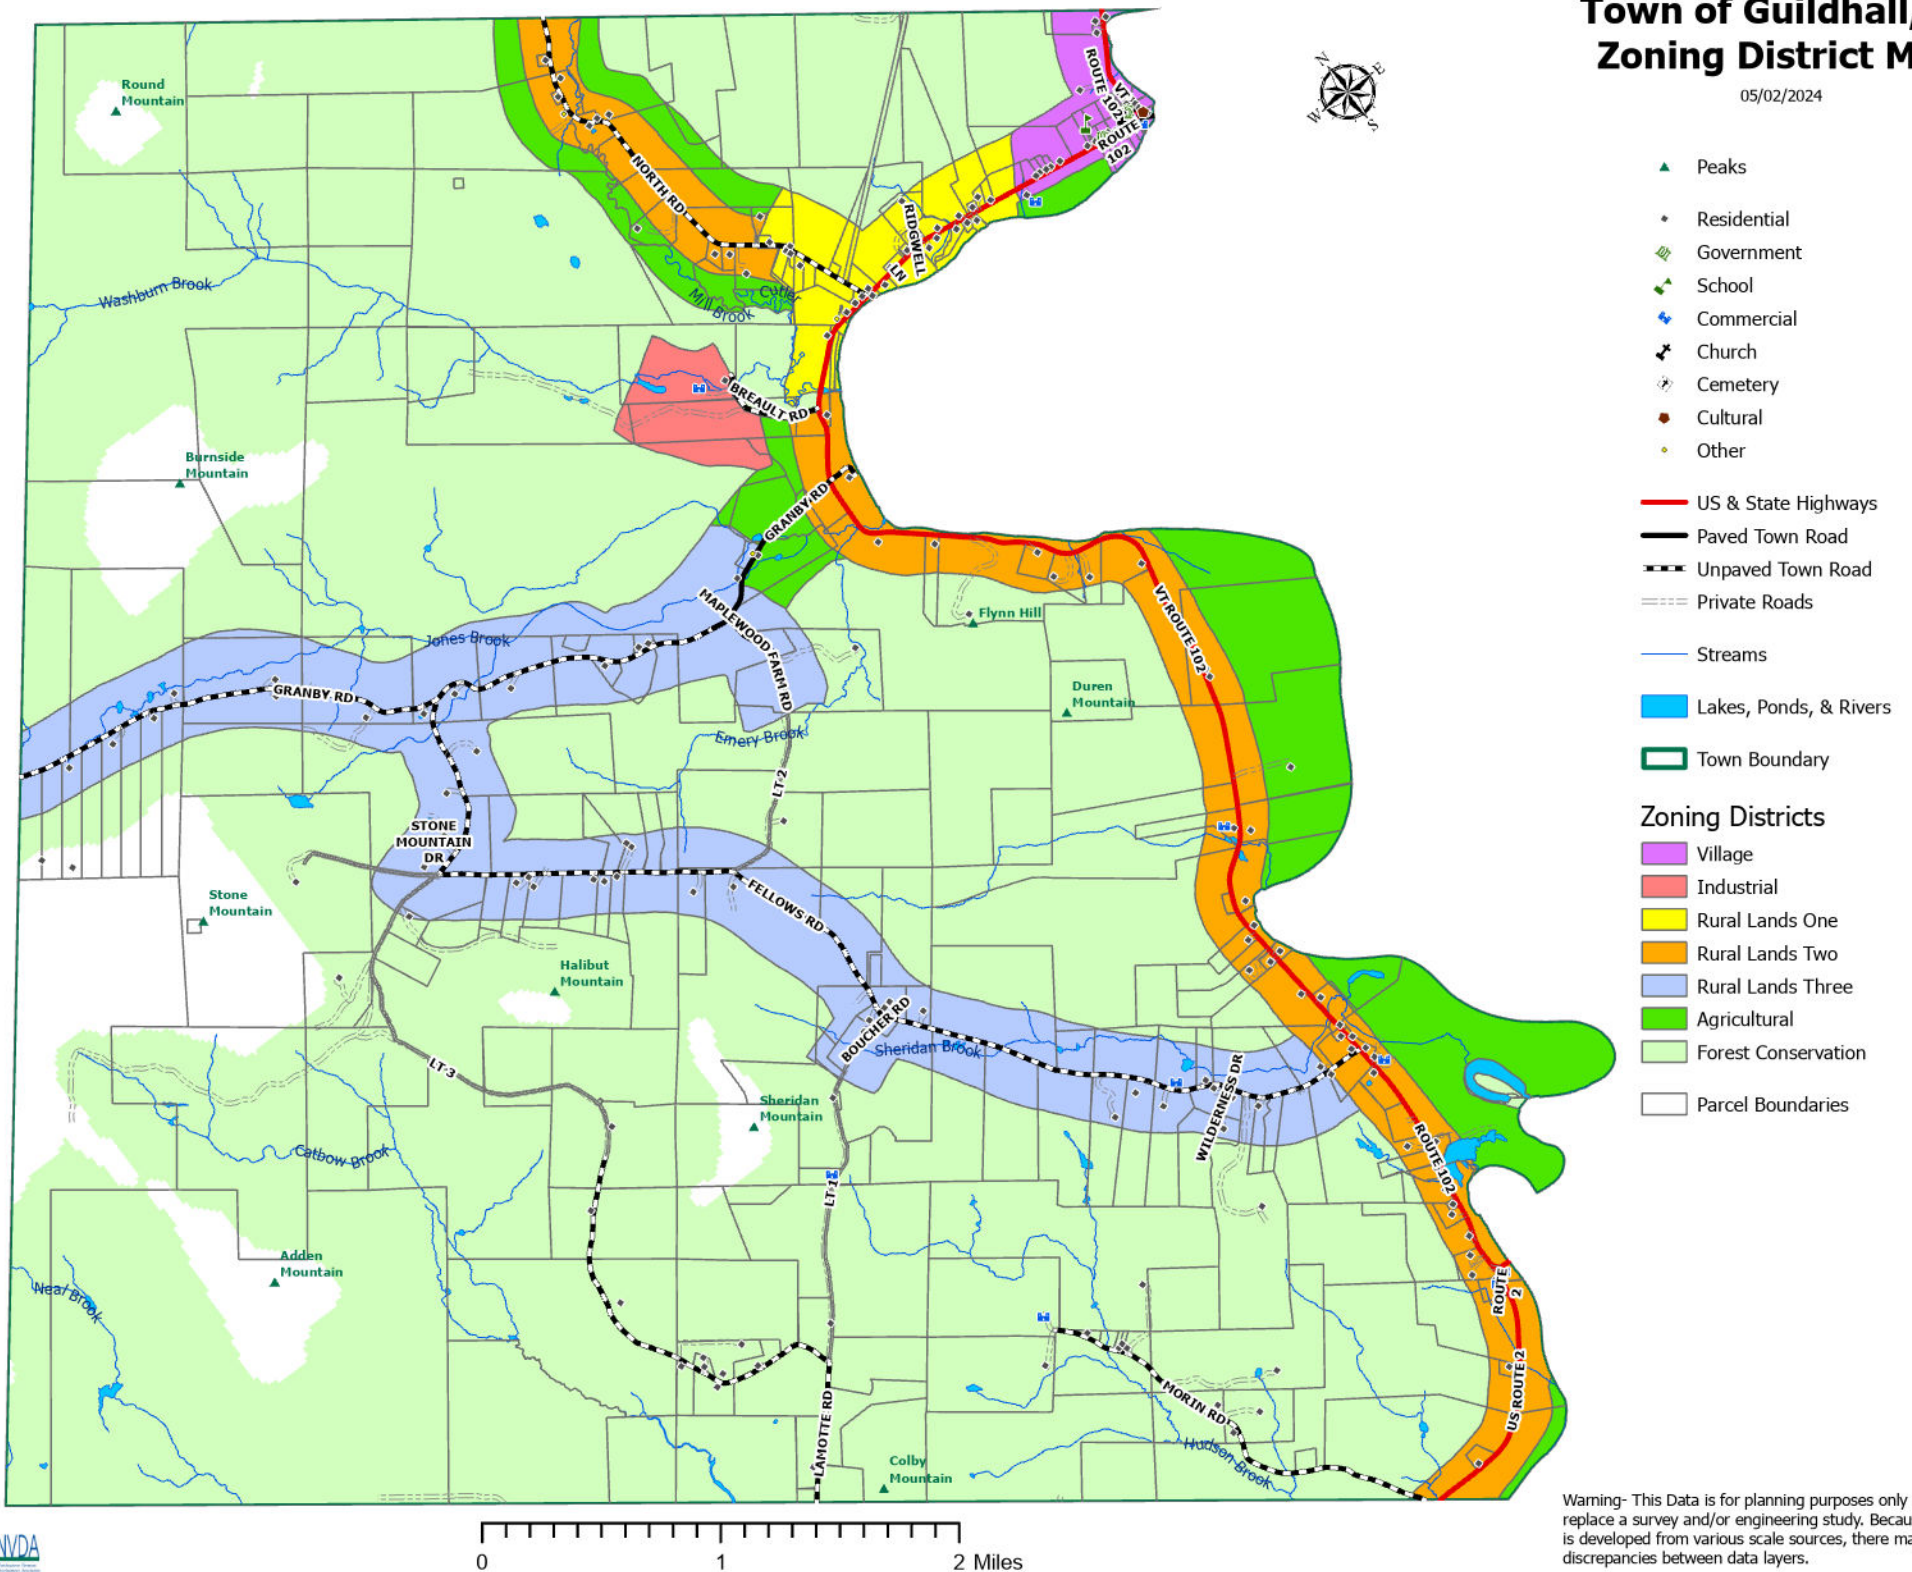 Town of Guildhall,
Zoning District M
05/02/2024
N
E
W
S
Peaks
Residential
Government
School
Commercial
Church
Cemetery
Cultural
Other
US & State Highways
Paved Town Road
Unpaved Town Road
Private Roads
Streams
Lakes, Ponds, & Rivers
Town Boundary
Zoning Districts
Village
Industrial
Rural Lands One
Rural Lands Two
Rural Lands Three
Agricultural
Forest Conservation
Parcel Boundaries
Round
Mountain
NORTH RD
ROUTE 102
VT
ROUTE
102
RIDGWELL
LN
Washburn Brook
Mill Brook
Cutler
BREAULT RD
Burnside
Mountain
GRANBY RD
MAPLEWOOD FARM RD
Flynn Hill
VT ROUTE 102
Jones Brook
GRANBY RD
Duren
Mountain
Emery Brook
LT 2
STONE
MOUNTAIN
DR
Stone
Mountain
FELLOWS RD
Halibut
Mountain
BOUCHER RD
Sheridan Brook
WILDERNESS DR
LT 3
Sheridan
Mountain
Catbow Brook
ROUTE 102
LT 1
Adden
Mountain
Neal Brook
ROUTE
2
US ROUTE 2
MORIN RD
LAMOTTE RD
Hudson Brook
Colby
Mountain
Warning- This Data is for planning purposes only
replace a survey and/or engineering study. Becau
is developed from various scale sources, there ma
discrepancies between data layers.
NVDA
0 1 2 Miles